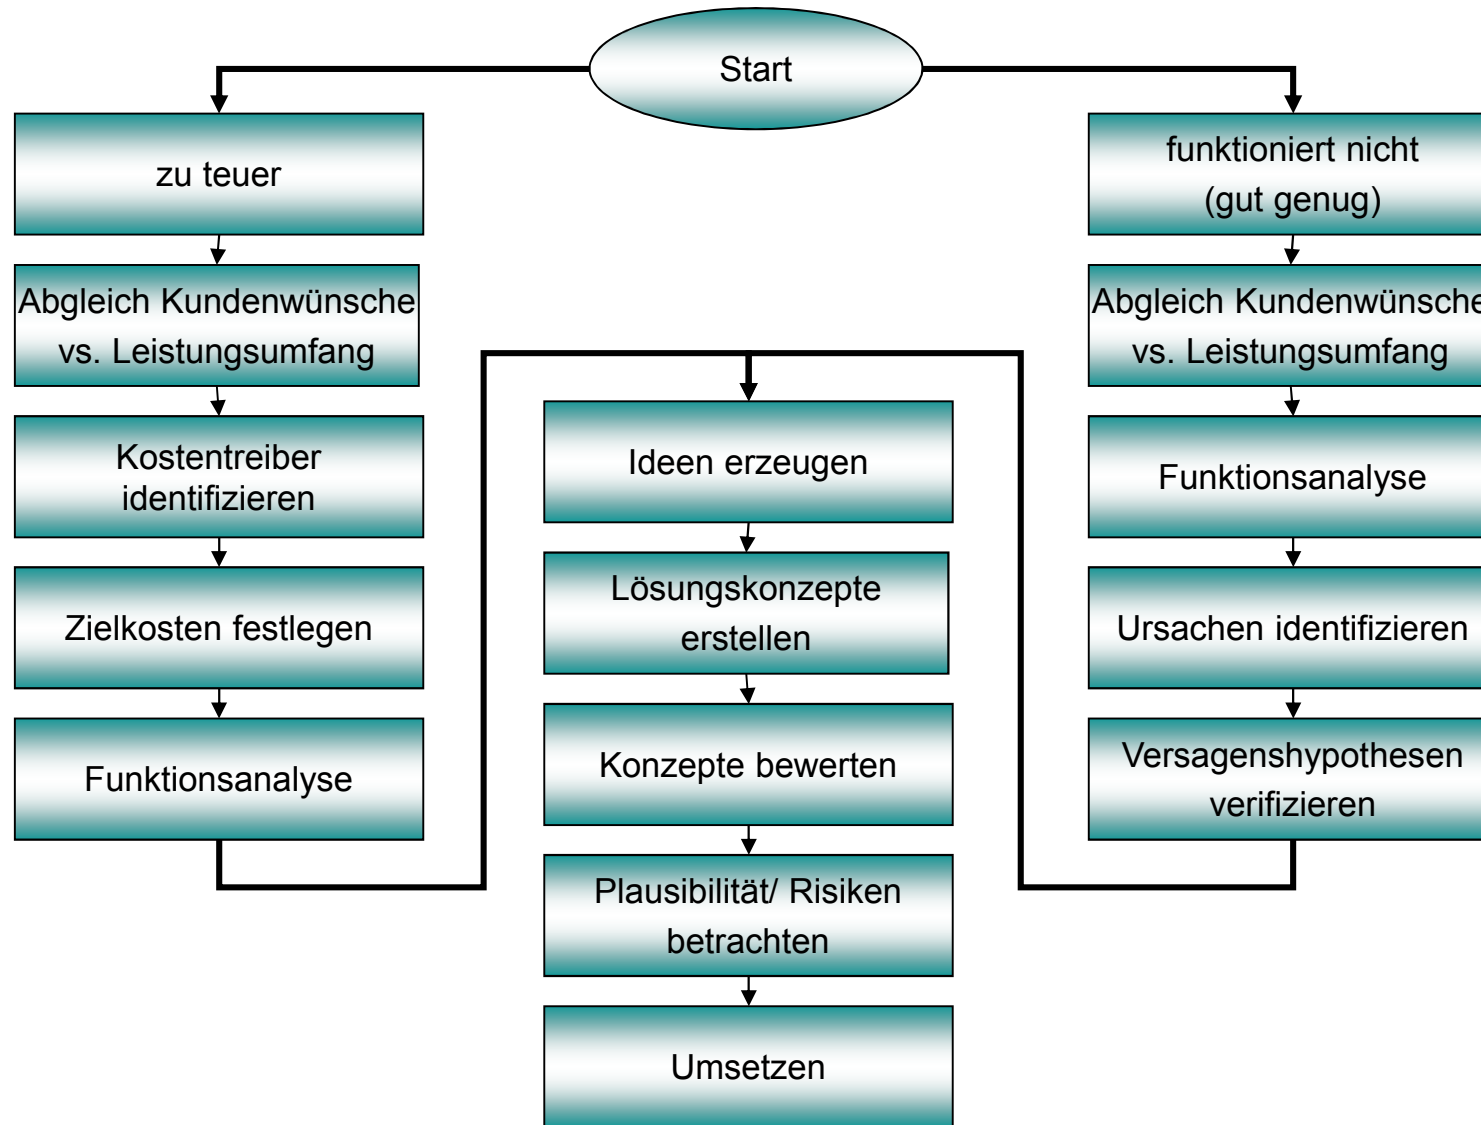 Start
zu teuer
Abgleich Kundenwünsche
vs. Leistungsumfang
Kostentreiber
identifizieren
Zielkosten festlegen
Funktionsanalyse
Ideen erzeugen
Lösungskonzepte
erstellen
Konzepte bewerten
Plausibilität/ Risiken
betrachten
Umsetzen
funktioniert nicht
(gut genug)
Abgleich Kundenwünsche
vs. Leistungsumfang
Funktionsanalyse
Ursachen identifizieren
Versagenshypothesen
verifizieren